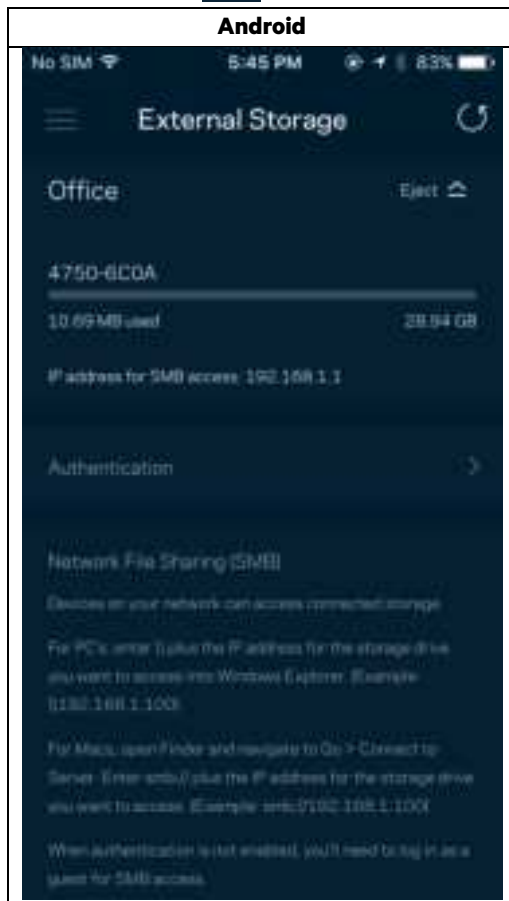 Android
No SIM 5:45 PM 83%
External Storage
Office Eject
4750-6C0A
10.69 MB used 28.94 GB
IP address for SMB access: 192.168.1.1
Authentication
Network File Sharing (SMB)
Devices on your network can access connected storage
For PC's, enter \\ plus the IP address for the storage drive
you want to access into Windows Explorer. (Example
\\192.168.1.100)
For Macs, open Finder and navigate to Go > Connect to
Server. Enter smb:// plus the IP address for the storage drive
you want to access. (Example: smb://192.168.1.100)
When authentication is not enabled, you'll need to log in as a
guest for SMB access.